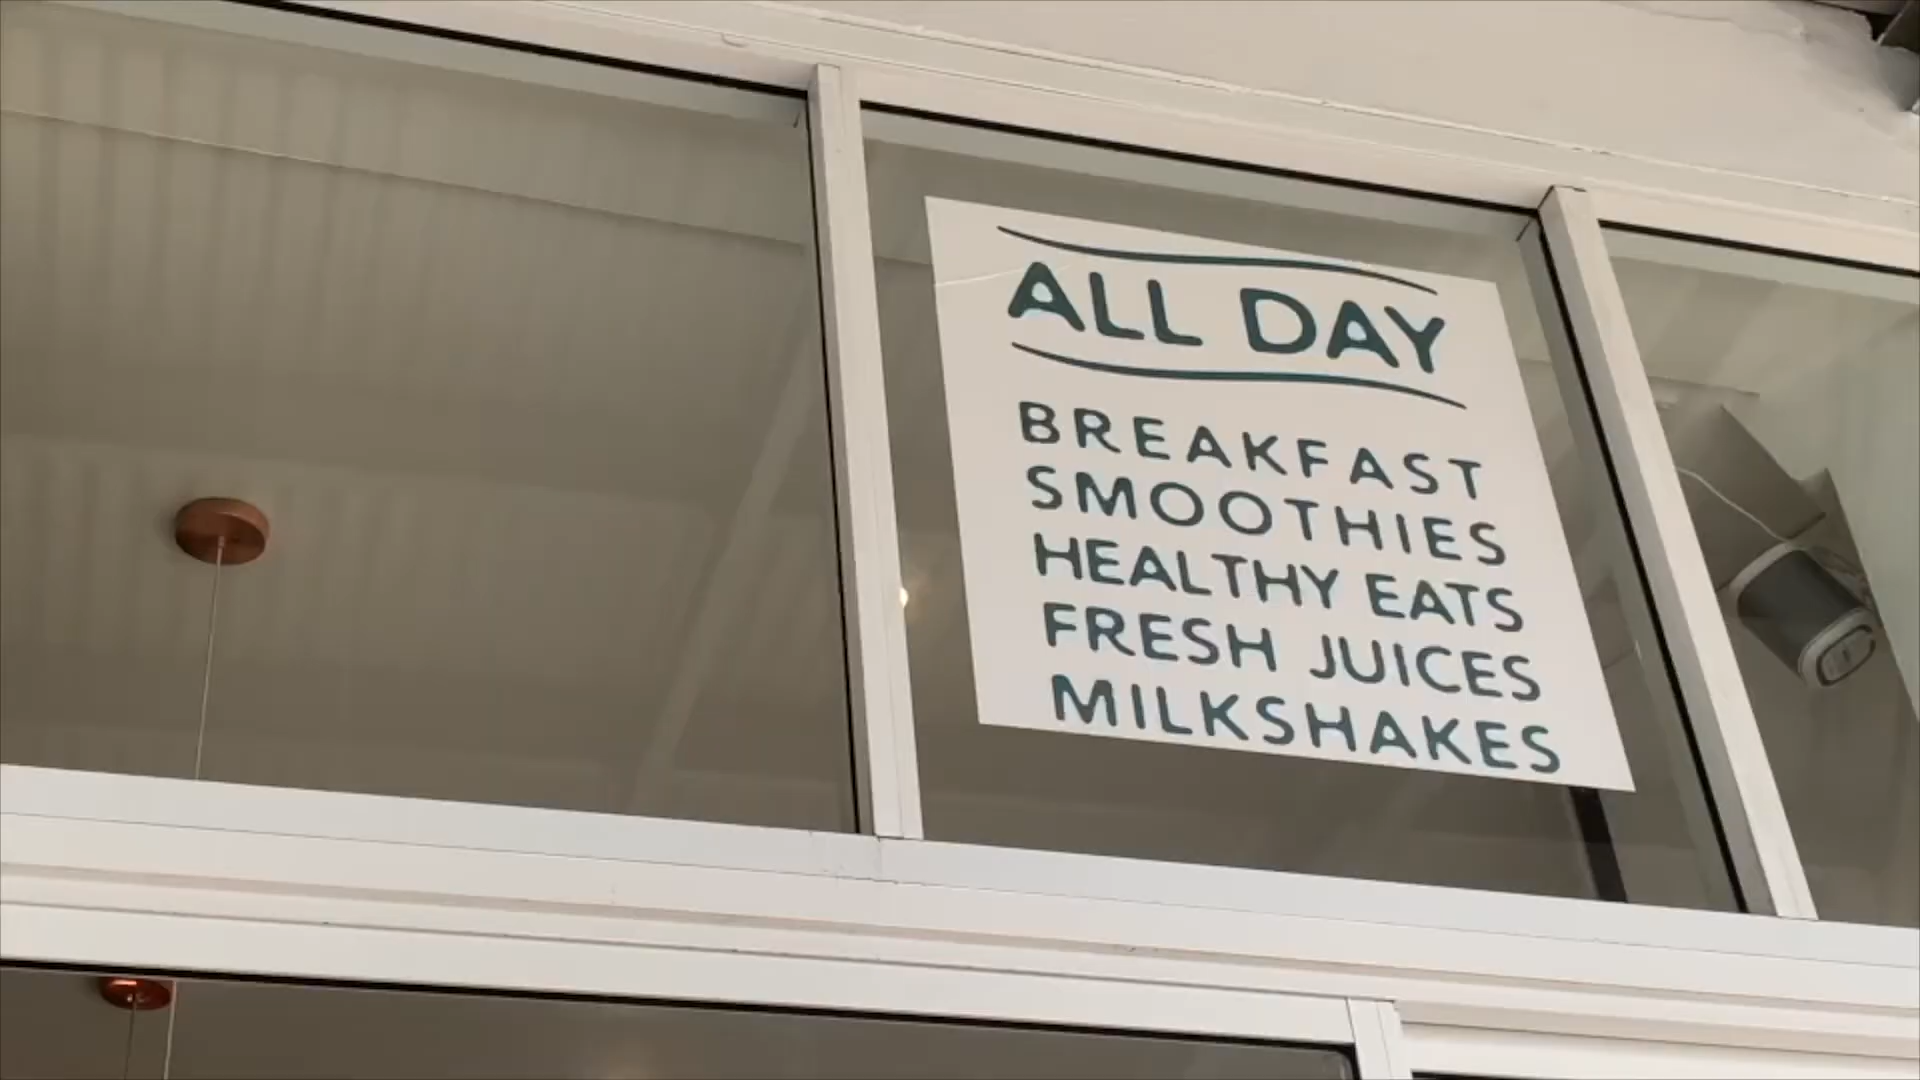 ALL DAY
BREAKFAST
SMOOTHIES
HEALTHY EATS
FRESH JUICES
MILKSHAKES